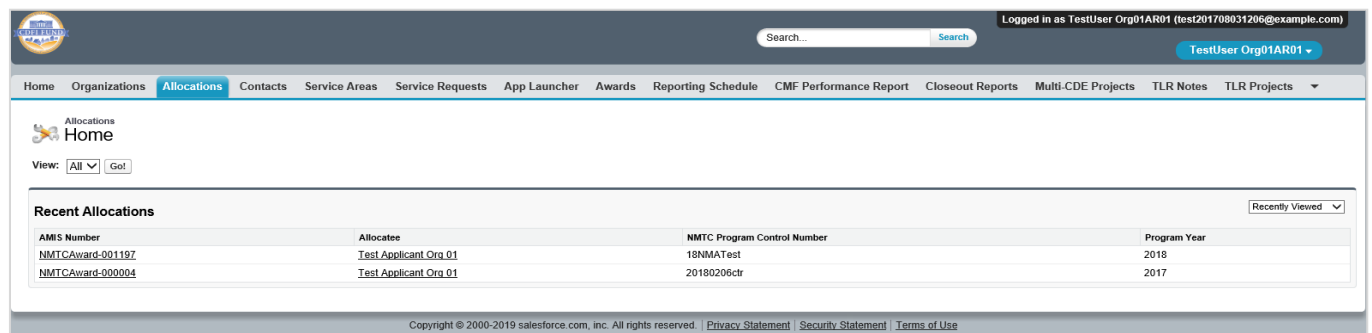 CDFI FUND
Logged in as TestUser Org01AR01 (test201708031206@example.com)
Search... Search
TestUser Org01AR01
Home Organizations Allocations Contacts Service Areas Service Requests App Launcher Awards Reporting Schedule CMF Performance Report Closeout Reports Multi-CDE Projects TLR Notes TLR Projects
Allocations
Home
View: All Go!
Recent Allocations Recently Viewed
AMIS Number Allocatee NMTC Program Control Number Program Year
NMTCAward-001197 Test Applicant Org 01 18NMATest 2018
NMTCAward-000004 Test Applicant Org 01 20180206ctr 2017
Copyright © 2000-2019 salesforce.com, inc. All rights reserved. | Privacy Statement | Security Statement | Terms of Use